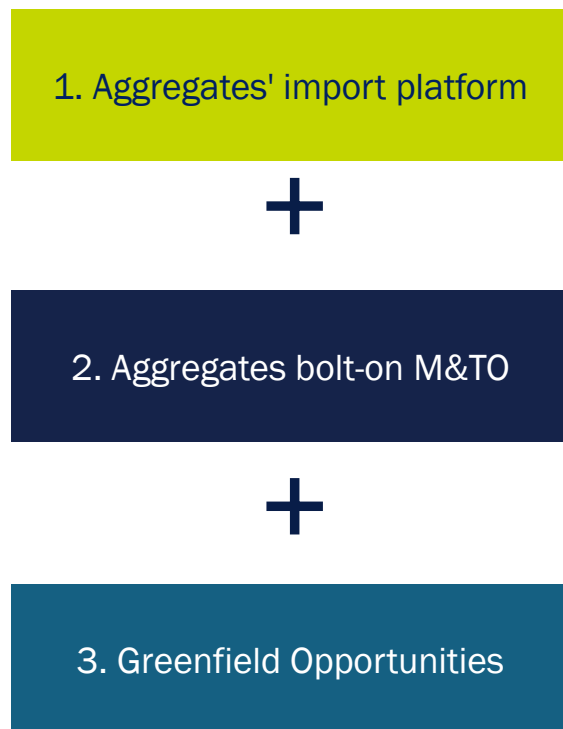 1. Aggregates' import platform
+
2. Aggregates bolt-on M&TO
+
3. Greenfield Opportunities